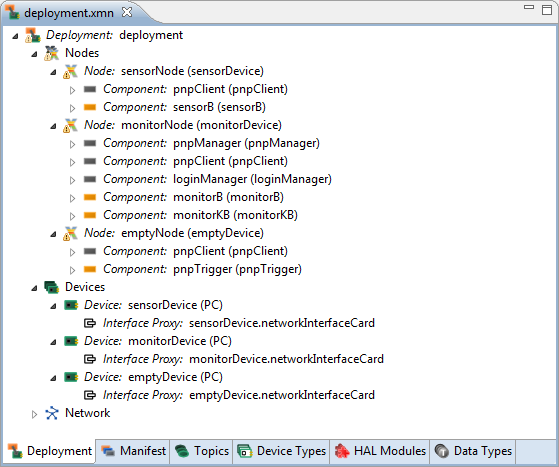 deployment.xmn
Deployment: deployment
Nodes
Node: sensorNode (sensorDevice)
Component: pnpClient (pnpClient)
Component: sensorB (sensorB)
Node: monitorNode (monitorDevice)
Component: pnpManager (pnpManager)
Component: pnpClient (pnpClient)
Component: loginManager (loginManager)
Component: monitorB (monitorB)
Component: monitorKB (monitorKB)
Node: emptyNode (emptyDevice)
Component: pnpClient (pnpClient)
Component: pnpTrigger (pnpTrigger)
Devices
Device: sensorDevice (PC)
Interface Proxy: sensorDevice.networkInterfaceCard
Device: monitorDevice (PC)
Interface Proxy: monitorDevice.networkInterfaceCard
Device: emptyDevice (PC)
Interface Proxy: emptyDevice.networkInterfaceCard
Network
Deployment Manifest Topics Device Types HAL Modules Data Types